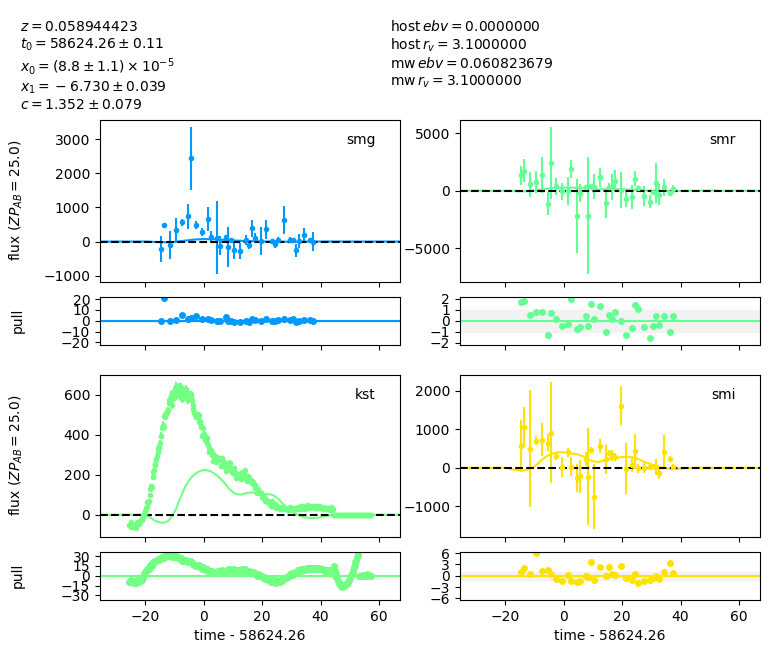 z = 0.058944423
t₀ = 58624.26 ± 0.11
x₀ = (8.8 ± 1.1) × 10⁻⁵
x₁ = −6.730 ± 0.039
c = 1.352 ± 0.079
host ebv = 0.0000000
host rᵥ = 3.1000000
mw ebv = 0.060823679
mw rᵥ = 3.1000000
smg
flux (ZP_AB = 25.0)
3000
2000
1000
0
−1000
smr
5000
0
−5000
pull
20
10
0
−10
−20
2
1
0
−1
−2
kst
flux (ZP_AB = 25.0)
600
400
200
0
smi
2000
1000
0
−1000
pull
30
15
0
−15
−30
6
3
0
−3
−6
−20 0 20 40 60
time - 58624.26
−20 0 20 40 60
time - 58624.26